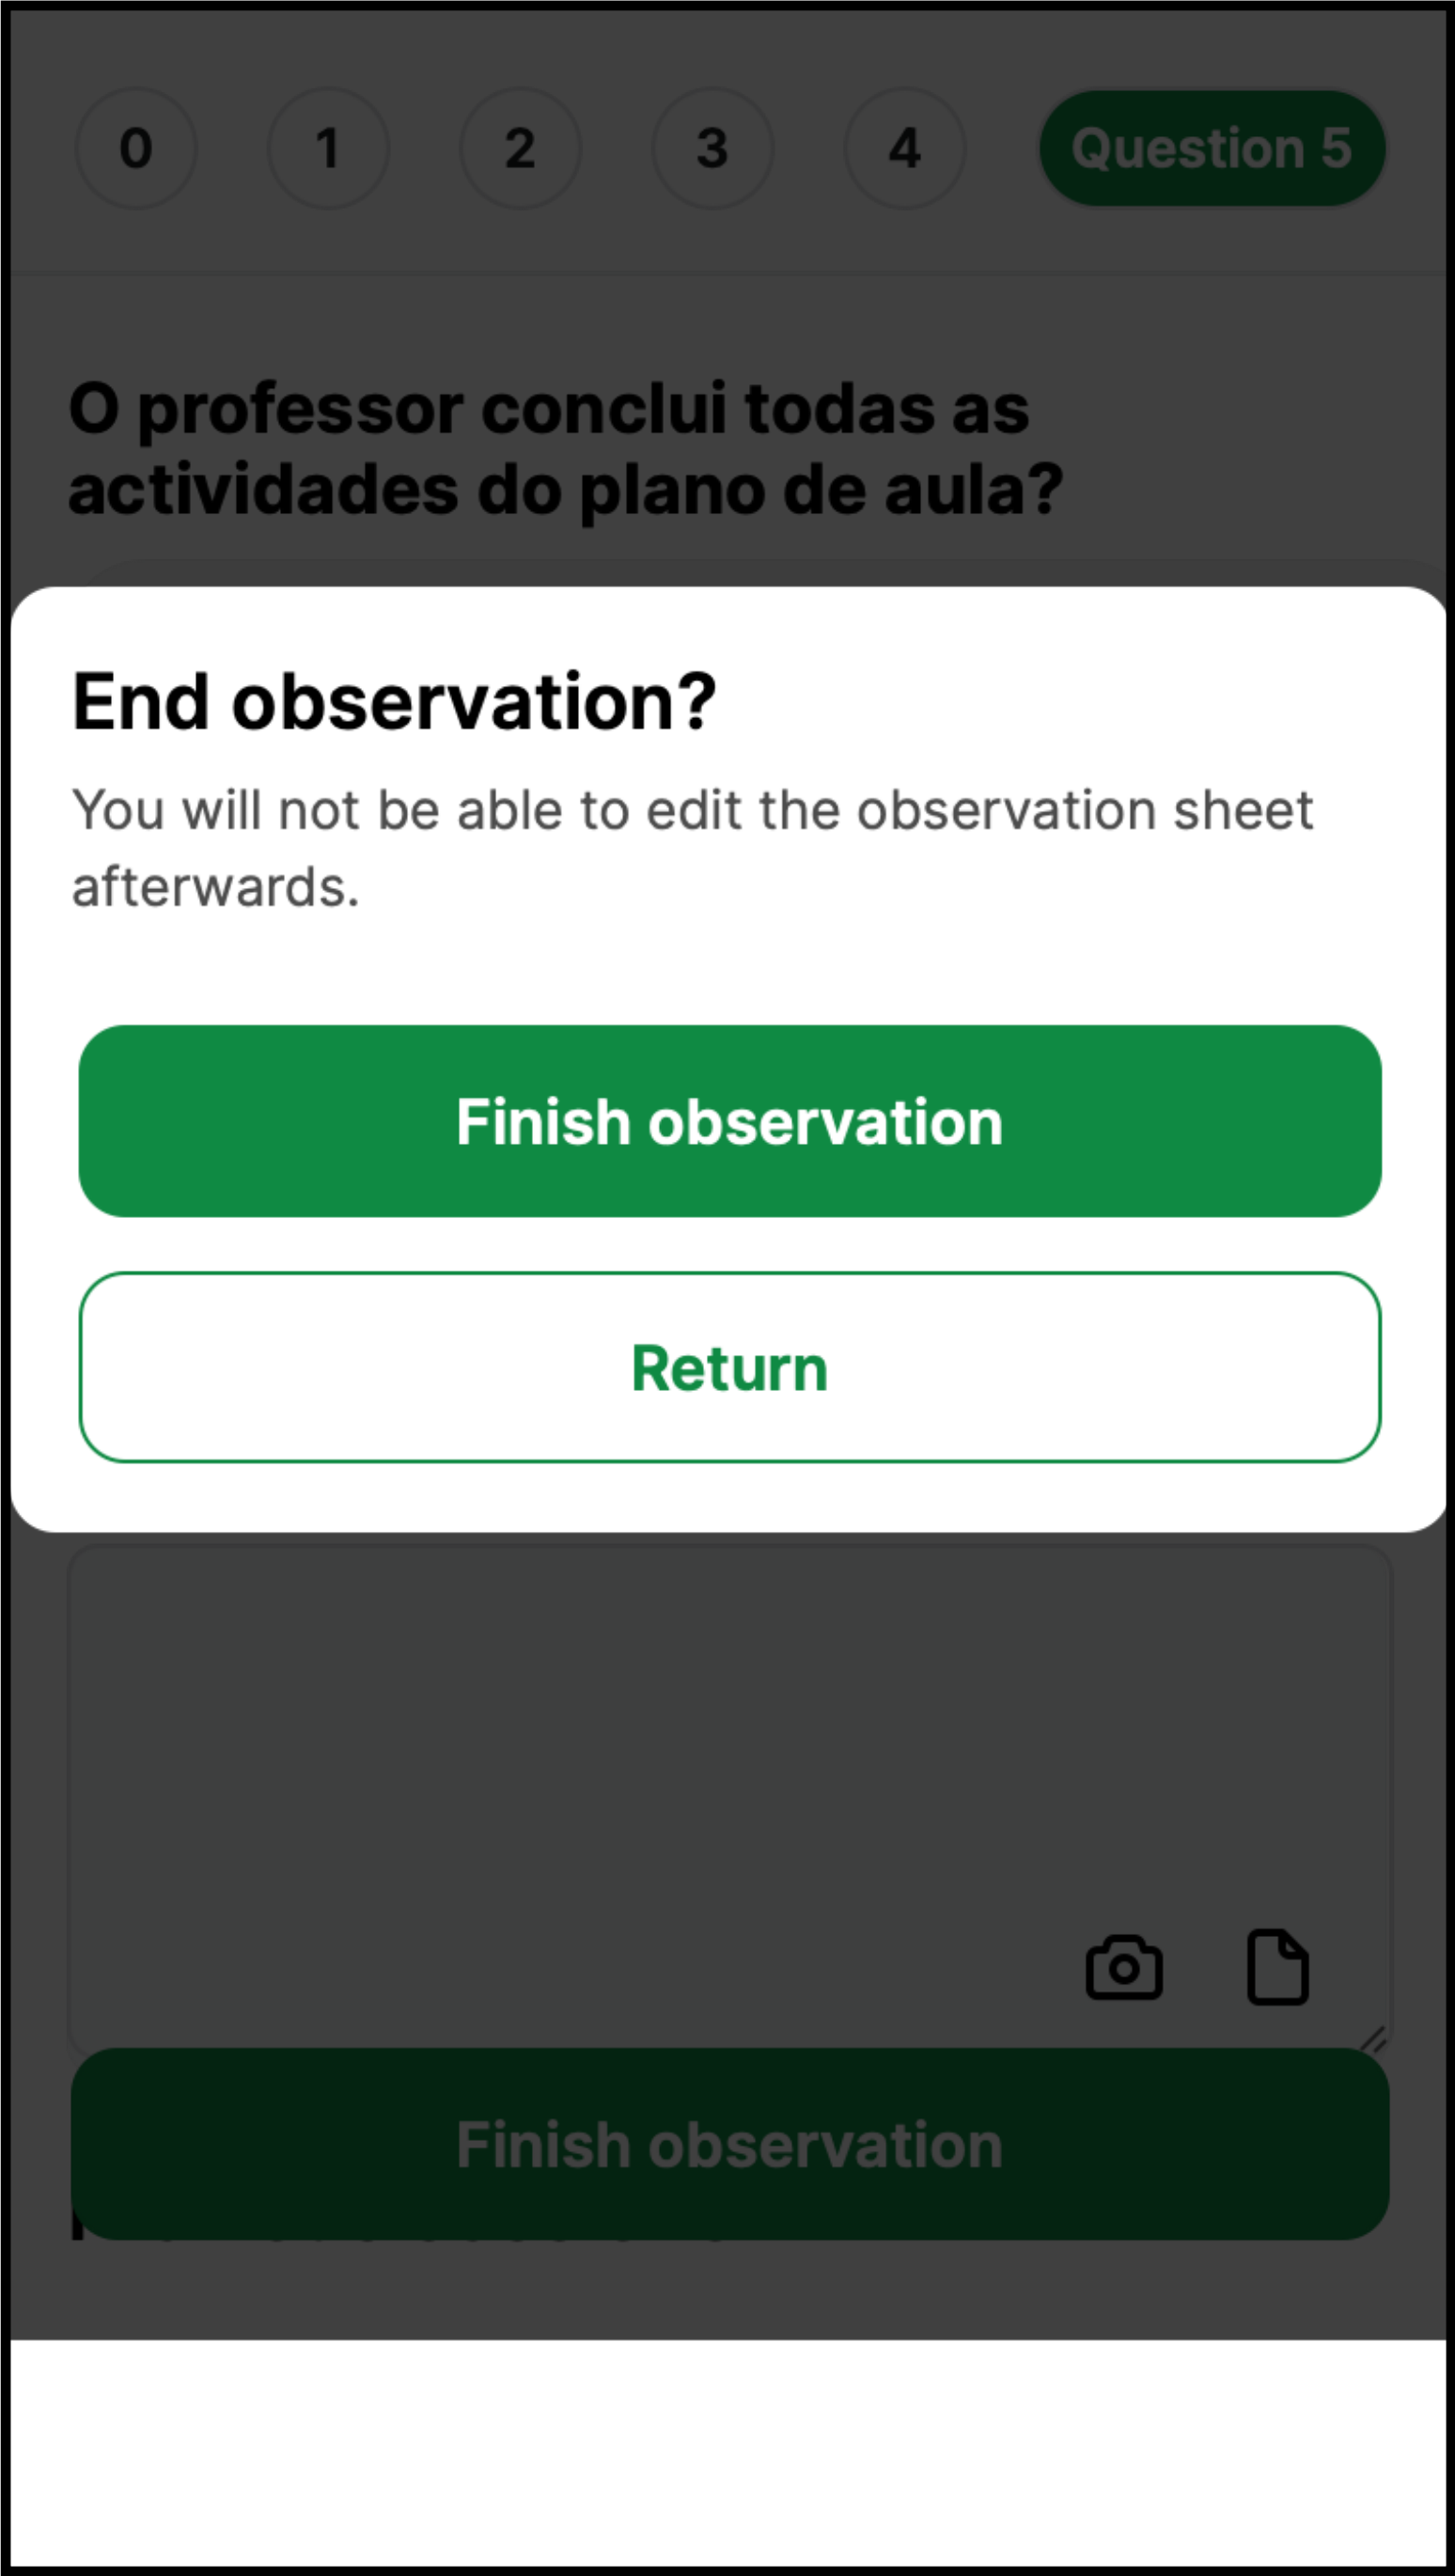 0 1 2 3 4 Question 5
O professor conclui todas as
actividades do plano de aula?
End observation?
You will not be able to edit the observation sheet
afterwards.
Finish observation
Return
Finish observation